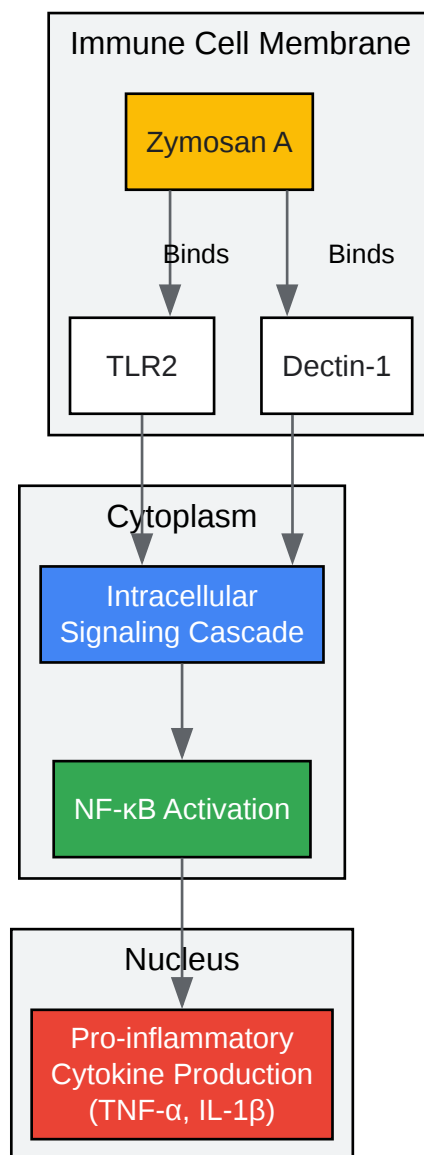 Immune Cell Membrane
Zymosan A
Binds
Binds
TLR2
Dectin-1
Cytoplasm
Intracellular
Signaling Cascade
NF-κB Activation
Nucleus
Pro-inflammatory
Cytokine Production
(TNF-α, IL-1β)